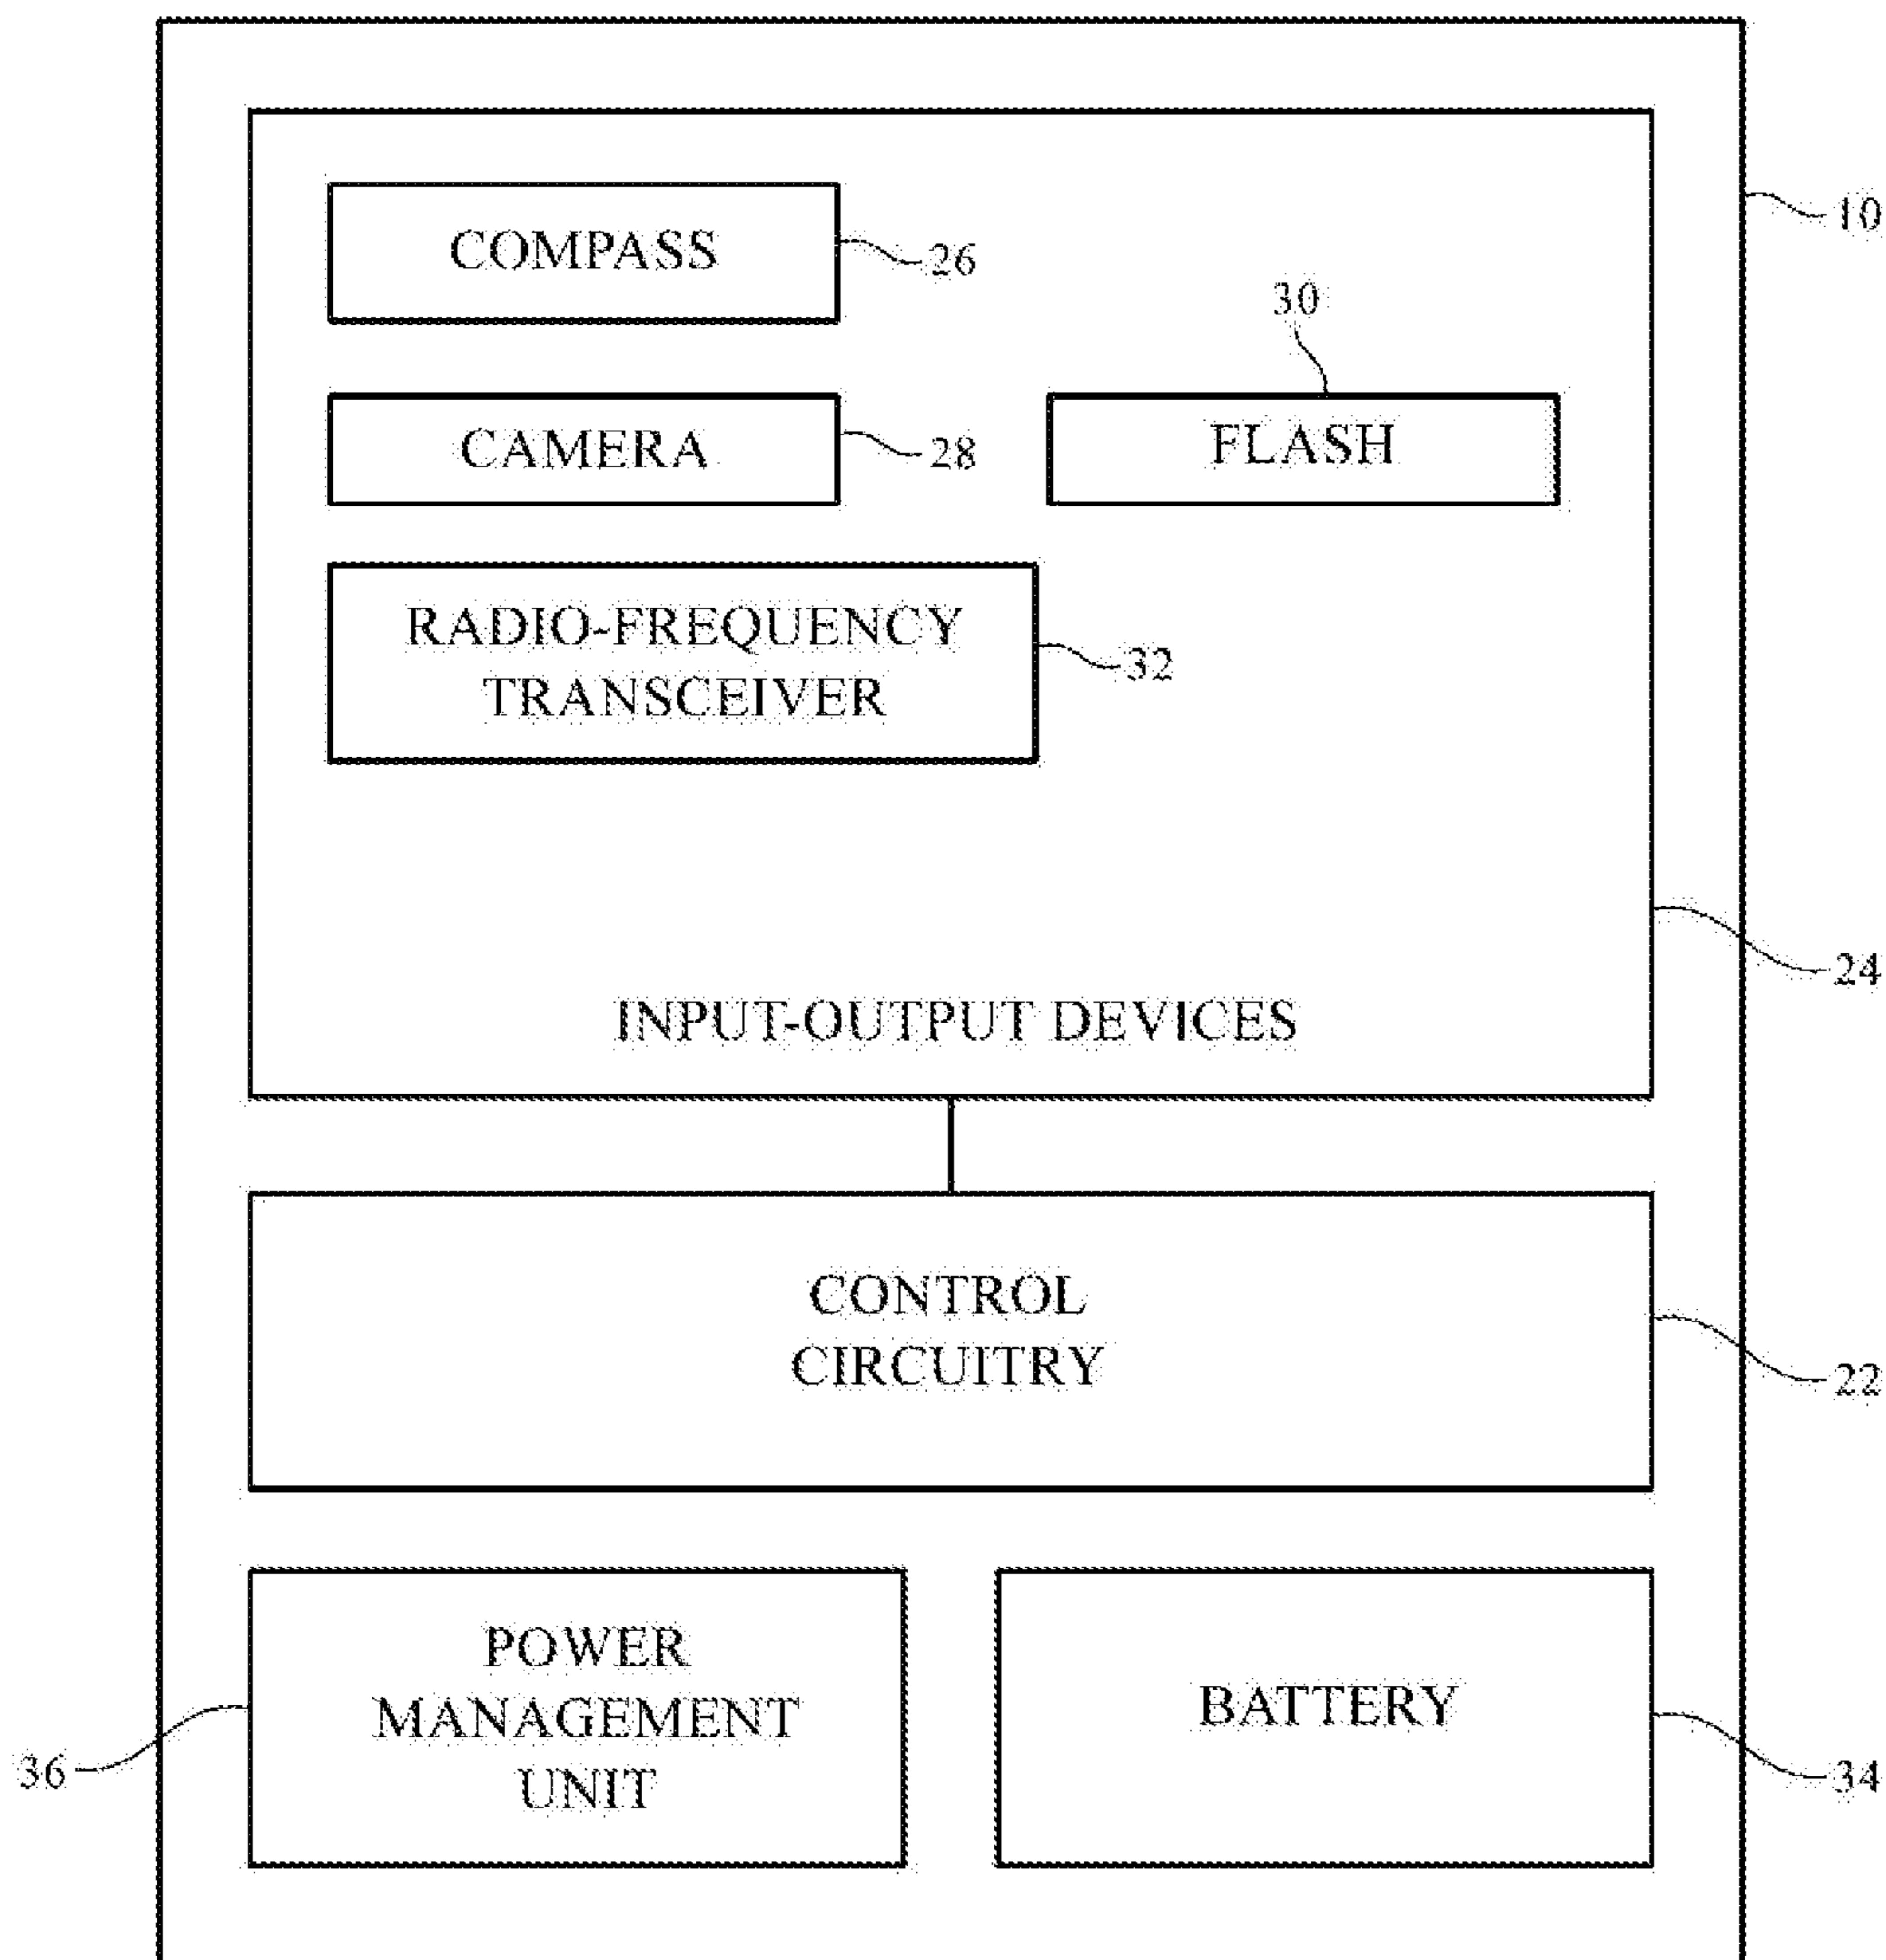 10
COMPASS
26
30
CAMERA
28
FLASH
RADIO-FREQUENCY
TRANSCEIVER
32
24
INPUT-OUTPUT DEVICES
CONTROL
CIRCUITRY
22
POWER
MANAGEMENT
UNIT
36
BATTERY
34